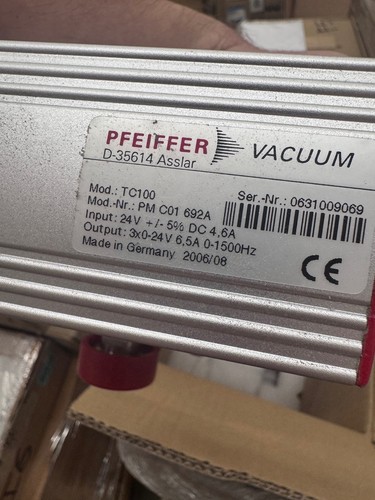 PFEIFFER VACUUM
D-35614 Asslar
Mod.: TC100
Ser.-Nr.: 0631009069
Mod.-Nr.: PM C01 692A
Input: 24V +/- 5% DC 4,6A
Output: 3x0-24V 6,5A 0-1500Hz
Made in Germany 2006/08
CE